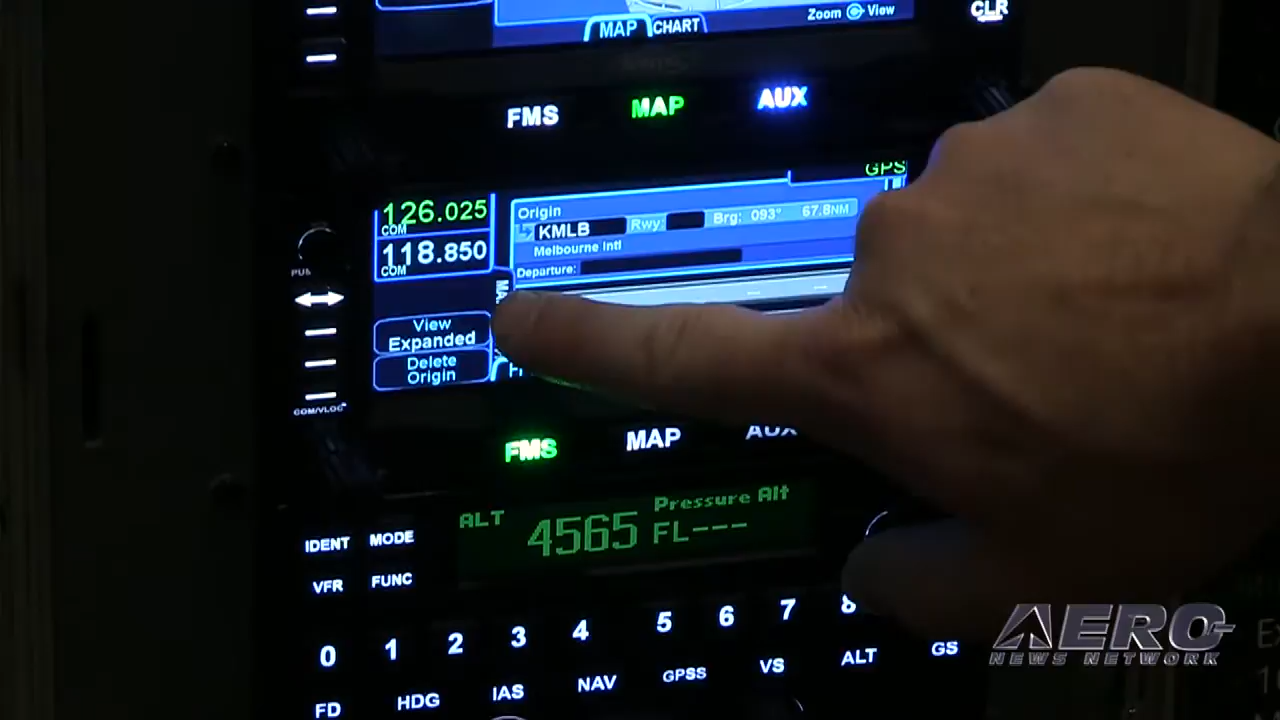 MAP CHART
Zoom View
CLR
FMS MAP AUX
GPS
126.025
COM
118.850
COM
Origin
KMLB Rwy: Brg: 093° 67.8NM
Melbourne Intl
Departure:
View
Expanded
Delete
Origin
COM/VLOC
FMS MAP AUX
ALT 4565 Pressure Alt
FL---
IDENT MODE
VFR FUNC
0 1 2 3 4 5 6 7 8
FD HDG IAS NAV GPSS VS ALT GS
AERO
NEWS NETWORK